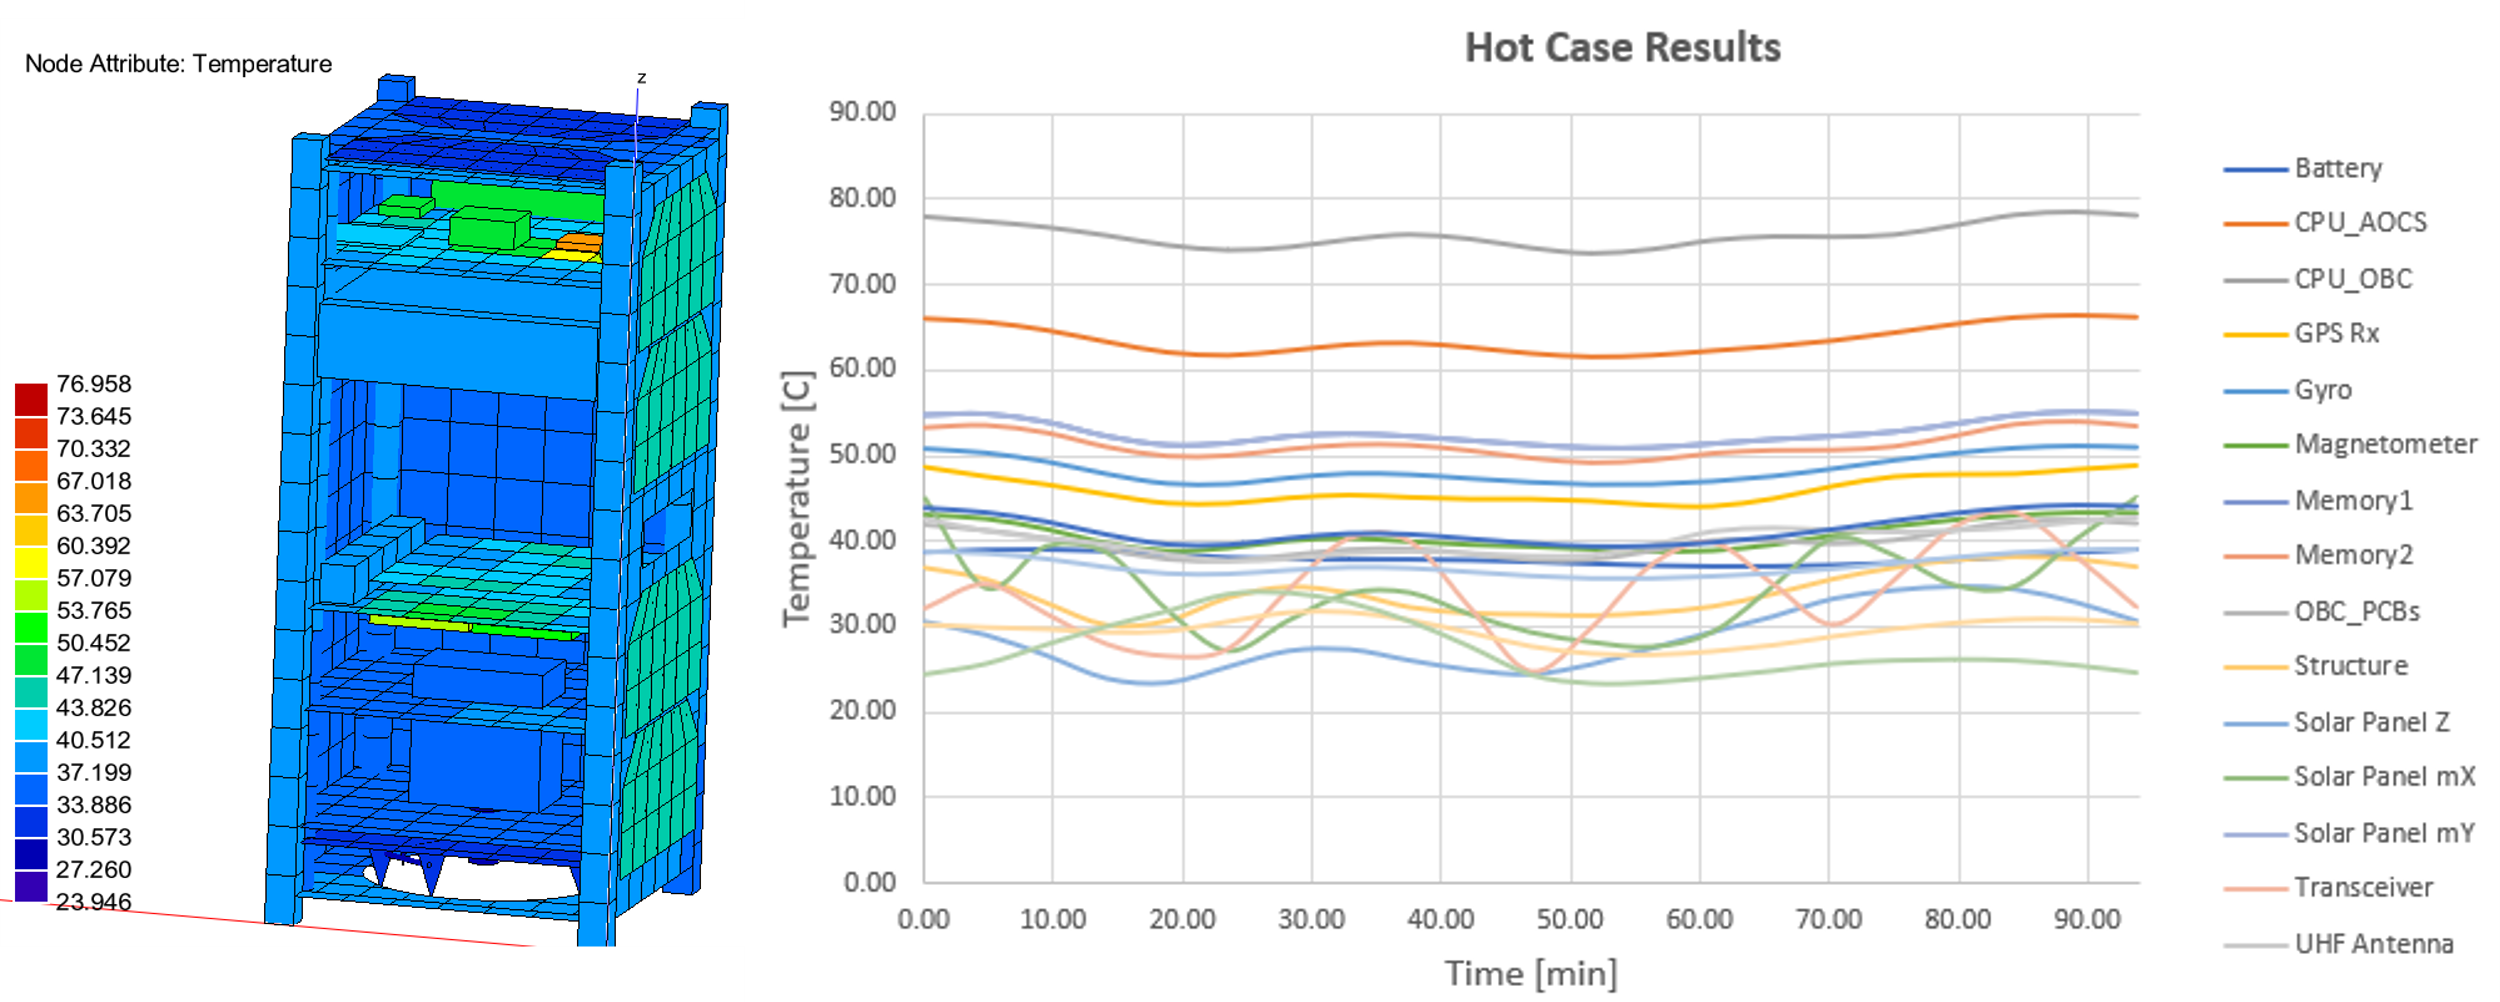 Node Attribute: Temperature
z
76.958
73.645
70.332
67.018
63.705
60.392
57.079
53.765
50.452
47.139
43.826
40.512
37.199
33.886
30.573
27.260
23.946
Hot Case Results
Temperature [C]
90.00
80.00
70.00
60.00
50.00
40.00
30.00
20.00
10.00
0.00
0.00 10.00 20.00 30.00 40.00 50.00 60.00 70.00 80.00 90.00
Time [min]
Battery
CPU_AOCS
CPU_OBC
GPS Rx
Gyro
Magnetometer
Memory1
Memory2
OBC_PCBs
Structure
Solar Panel Z
Solar Panel mX
Solar Panel mY
Transceiver
UHF Antenna